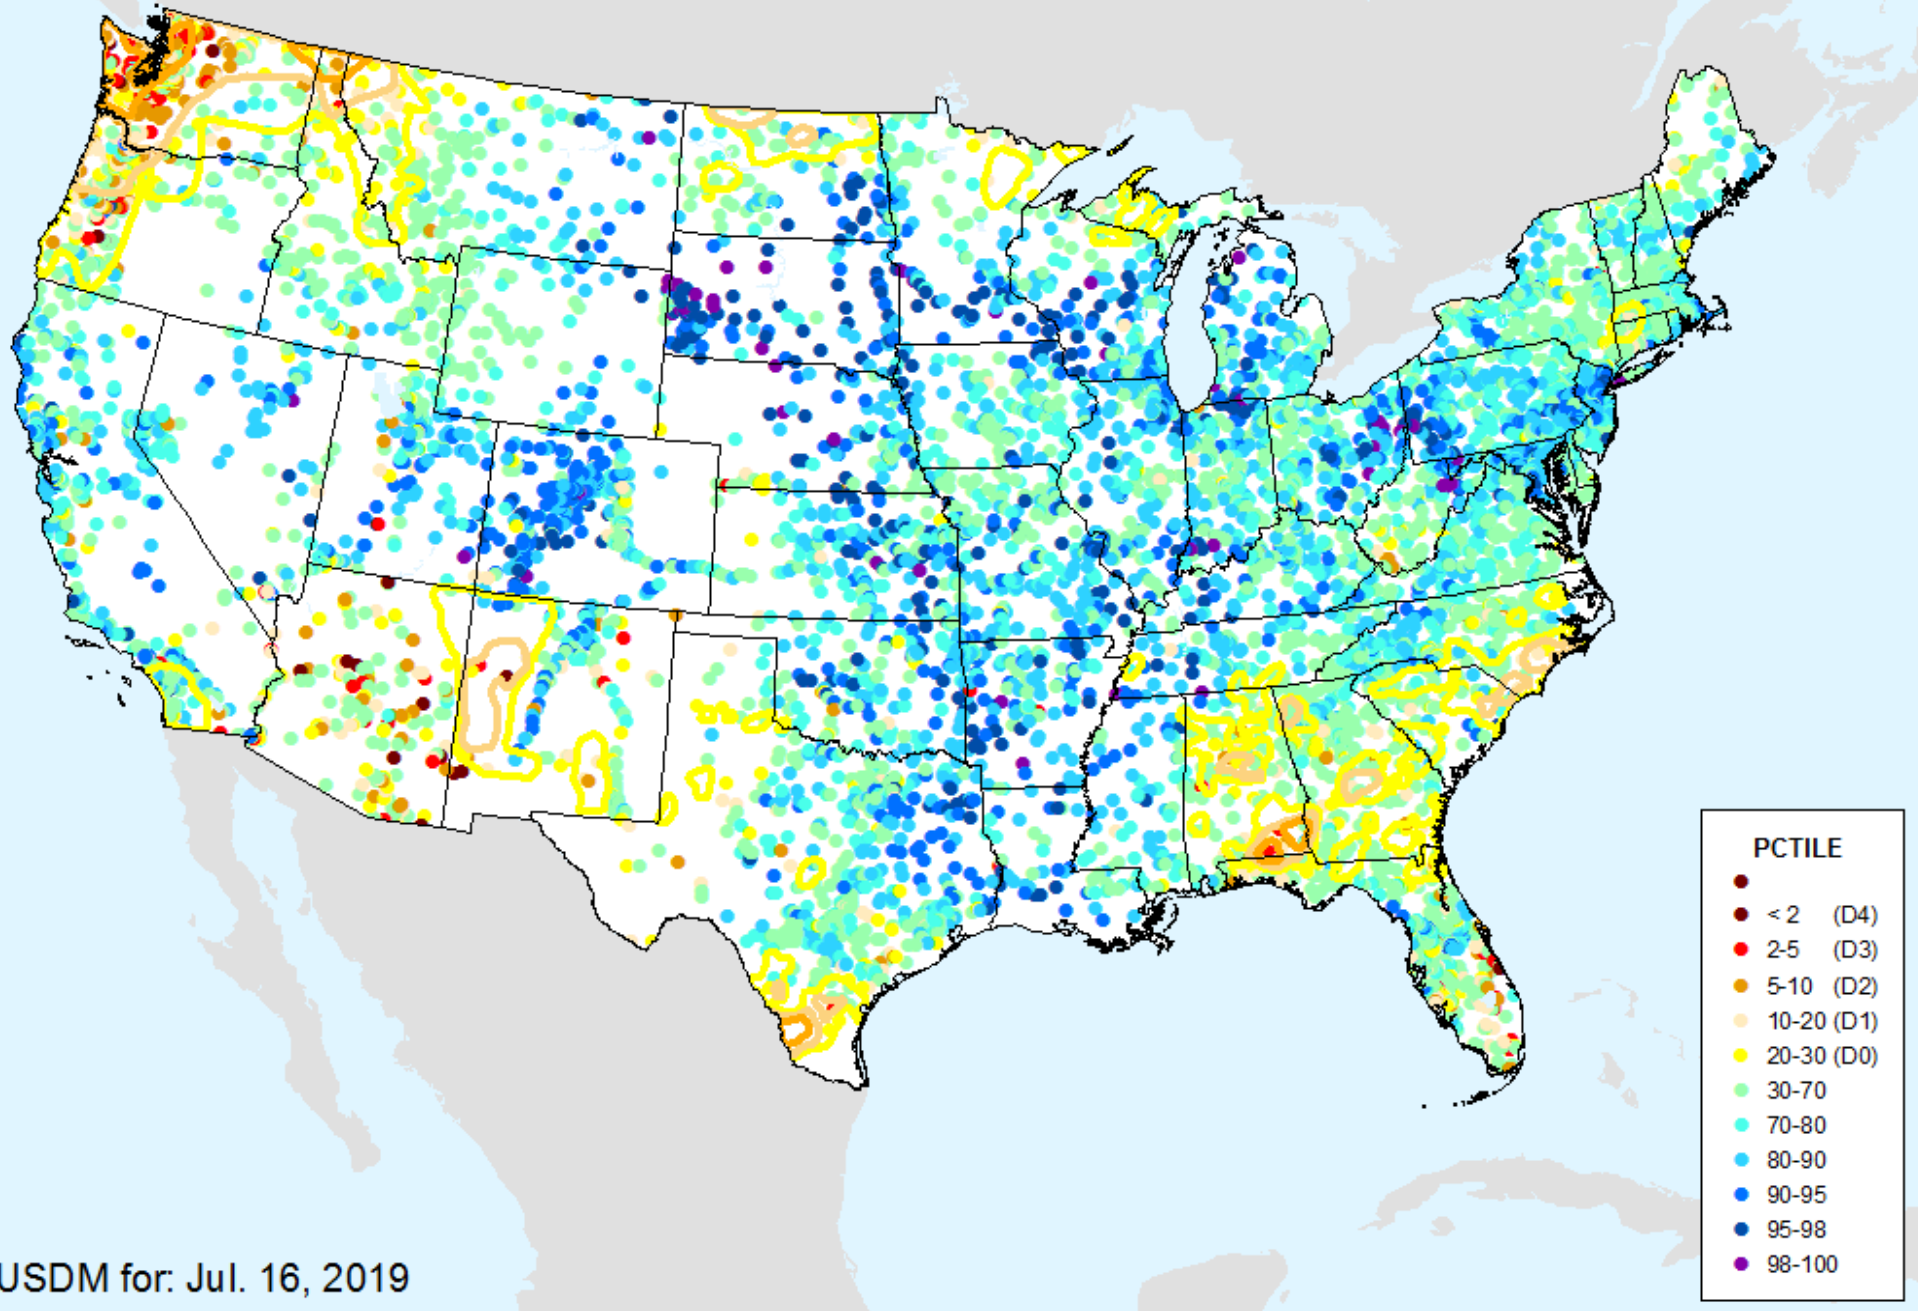 PCTILE
< 2 (D4)
2-5 (D3)
5-10 (D2)
10-20 (D1)
20-30 (D0)
30-70
70-80
80-90
90-95
95-98
98-100
USDM for: Jul. 16, 2019